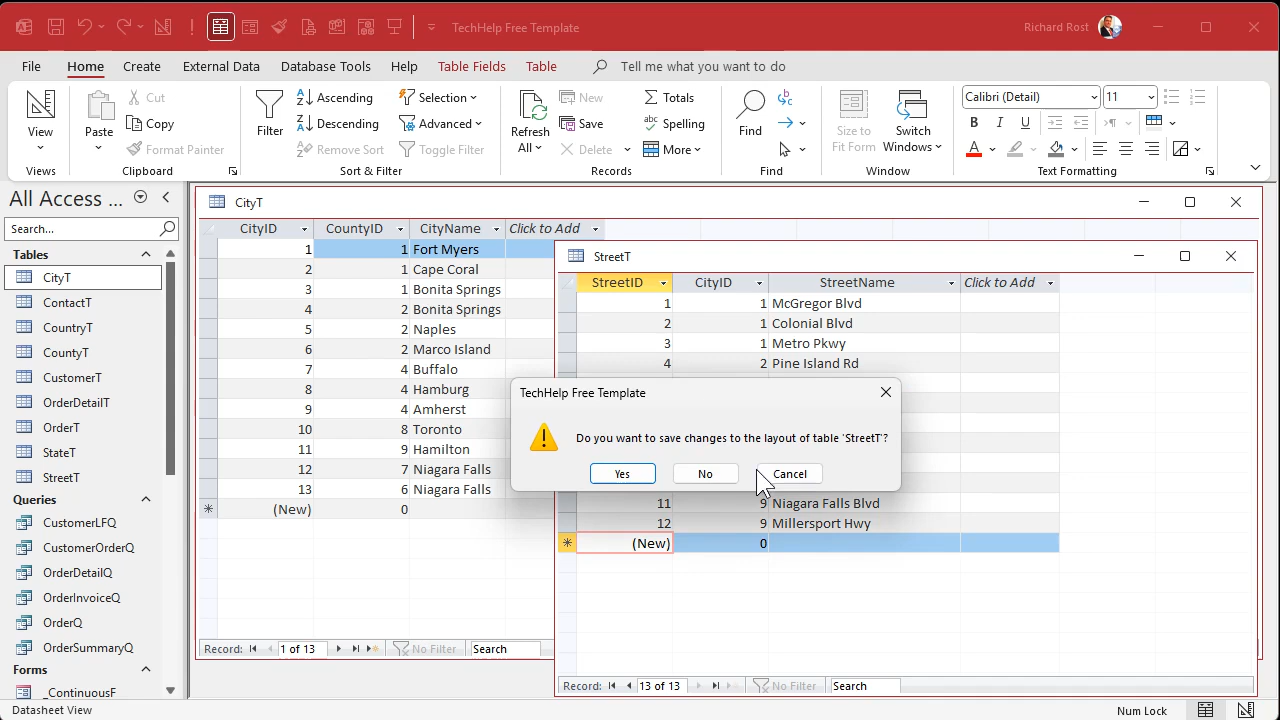 TechHelp Free Template
Richard Rost
File Home Create External Data Database Tools Help Table Fields Table Tell me what you want to do
View
Views
Paste
Cut
Copy
Format Painter
Clipboard
Filter
Ascending
Descending
Remove Sort
Selection
Advanced
Toggle Filter
Sort & Filter
Refresh
All
New
Save
Delete
Totals
Spelling
More
Records
Find
Find
Size to
Fit Form
Switch
Windows
Window
Calibri (Detail) 11
B I U
A
Text Formatting
All Access ...
Search...
Tables
CityT
ContactT
CountryT
CountyT
CustomerT
OrderDetailT
OrderT
StateT
StreetT
Queries
CustomerLFQ
CustomerOrderQ
OrderDetailQ
OrderInvoiceQ
OrderQ
OrderSummaryQ
Forms
_ContinuousF
CityT
CityID CountyID CityName Click to Add
1 1 Fort Myers
2 1 Cape Coral
3 1 Bonita Springs
4 2 Bonita Springs
5 2 Naples
6 2 Marco Island
7 4 Buffalo
8 4 Hamburg
9 4 Amherst
10 8 Toronto
11 9 Hamilton
12 7 Niagara Falls
13 6 Niagara Falls
(New) 0
Record: 1 of 13 No Filter Search
StreetT
StreetID CityID StreetName Click to Add
1 1 McGregor Blvd
2 1 Colonial Blvd
3 1 Metro Pkwy
4 2 Pine Island Rd
11 9 Niagara Falls Blvd
12 9 Millersport Hwy
(New) 0
Record: 13 of 13 No Filter Search
TechHelp Free Template
Do you want to save changes to the layout of table 'StreetT'?
Yes No Cancel
Datasheet View
Num Lock